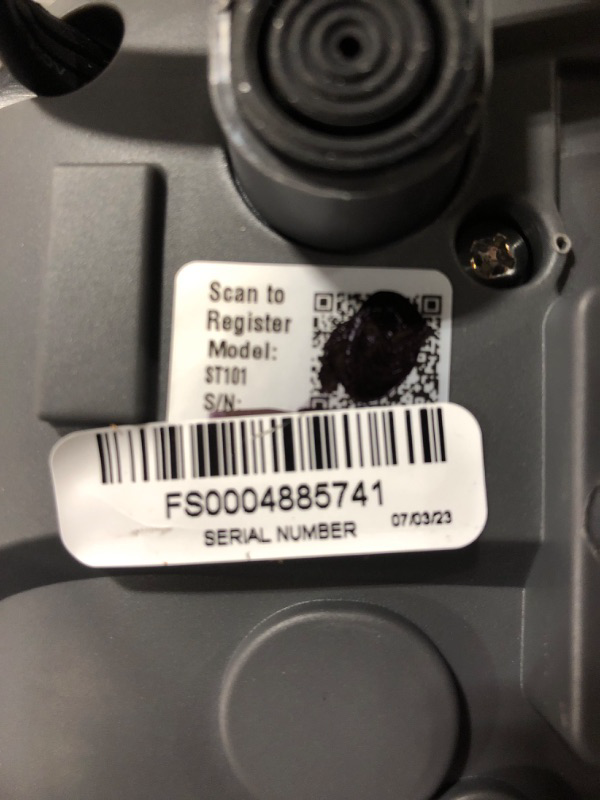 Scan to
Register
Model:
ST101
S/N:
FS0004885741
SERIAL NUMBER 07/03/23